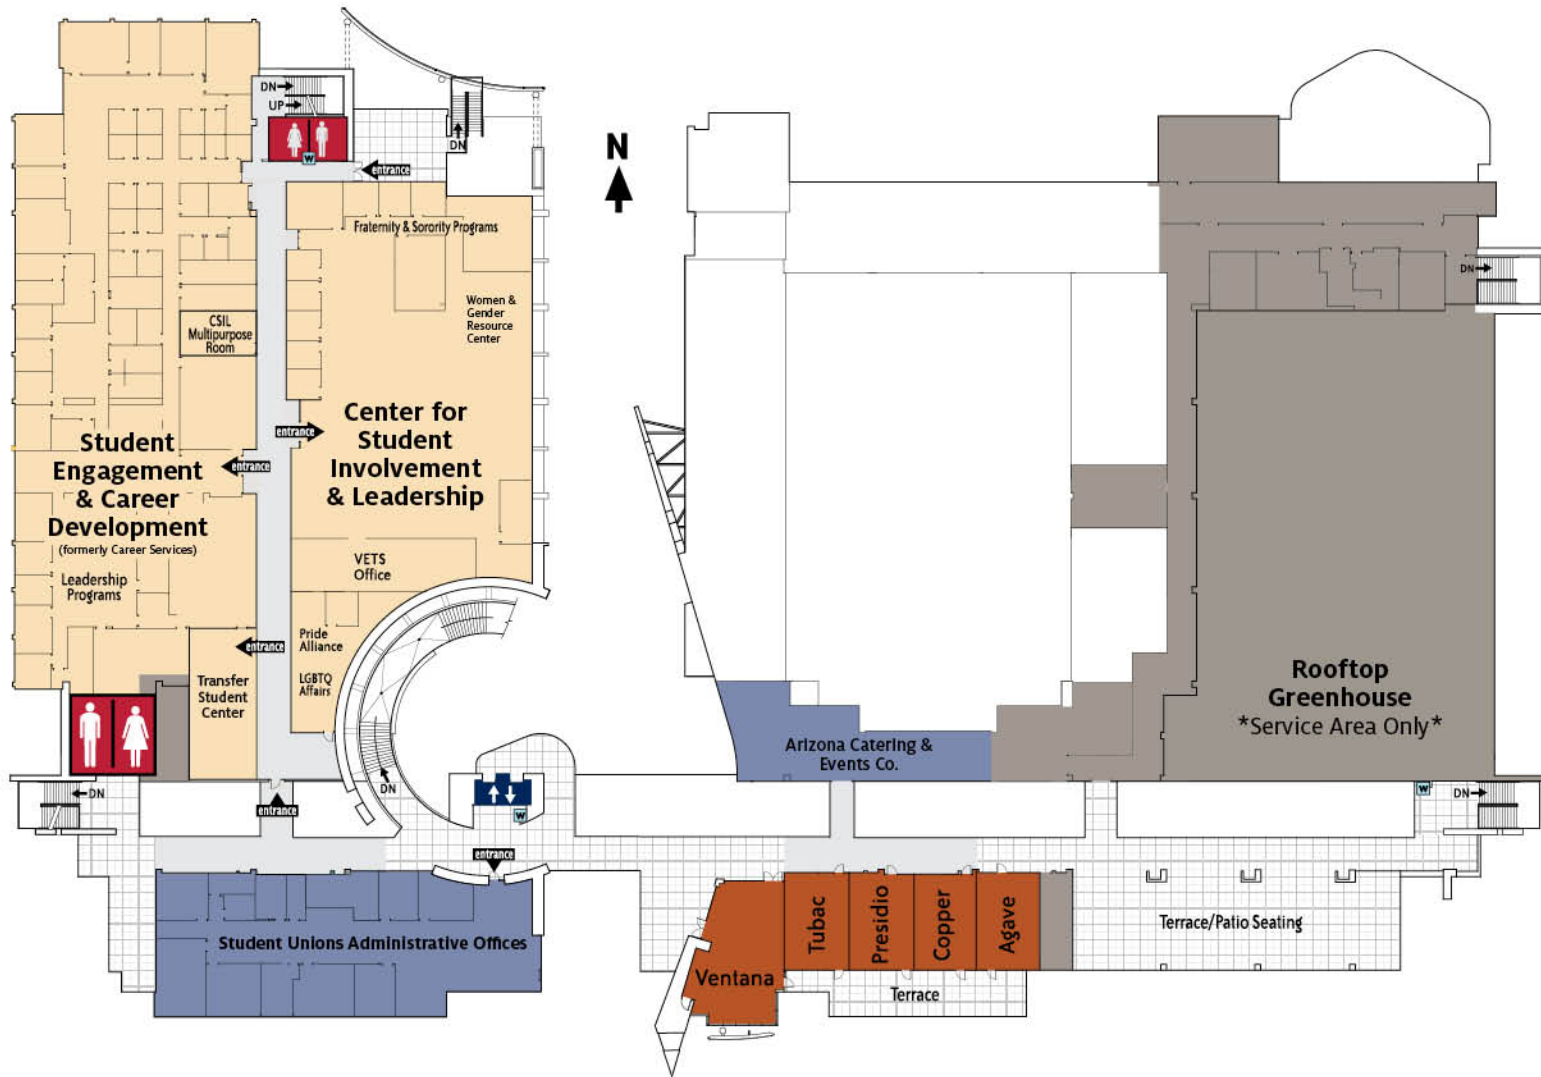 DN
UP
W
entrance
DN
N
Fraternity & Sorority Programs
Women &
Gender
Resource
Center
CSIL
Multipurpose
Room
DN
Center for
Student
Involvement
& Leadership
entrance
Student
Engagement
& Career
Development
(formerly Career Services)
entrance
VETS
Office
Leadership
Programs
Pride
Alliance
entrance
LGBTQ
Affairs
Transfer
Student
Center
Rooftop
Greenhouse
*Service Area Only*
Arizona Catering &
Events Co.
DN
DN
entrance
W
W
DN
entrance
Student Unions Administrative Offices
Ventana
Tubac
Presidio
Copper
Agave
Terrace/Patio Seating
Terrace